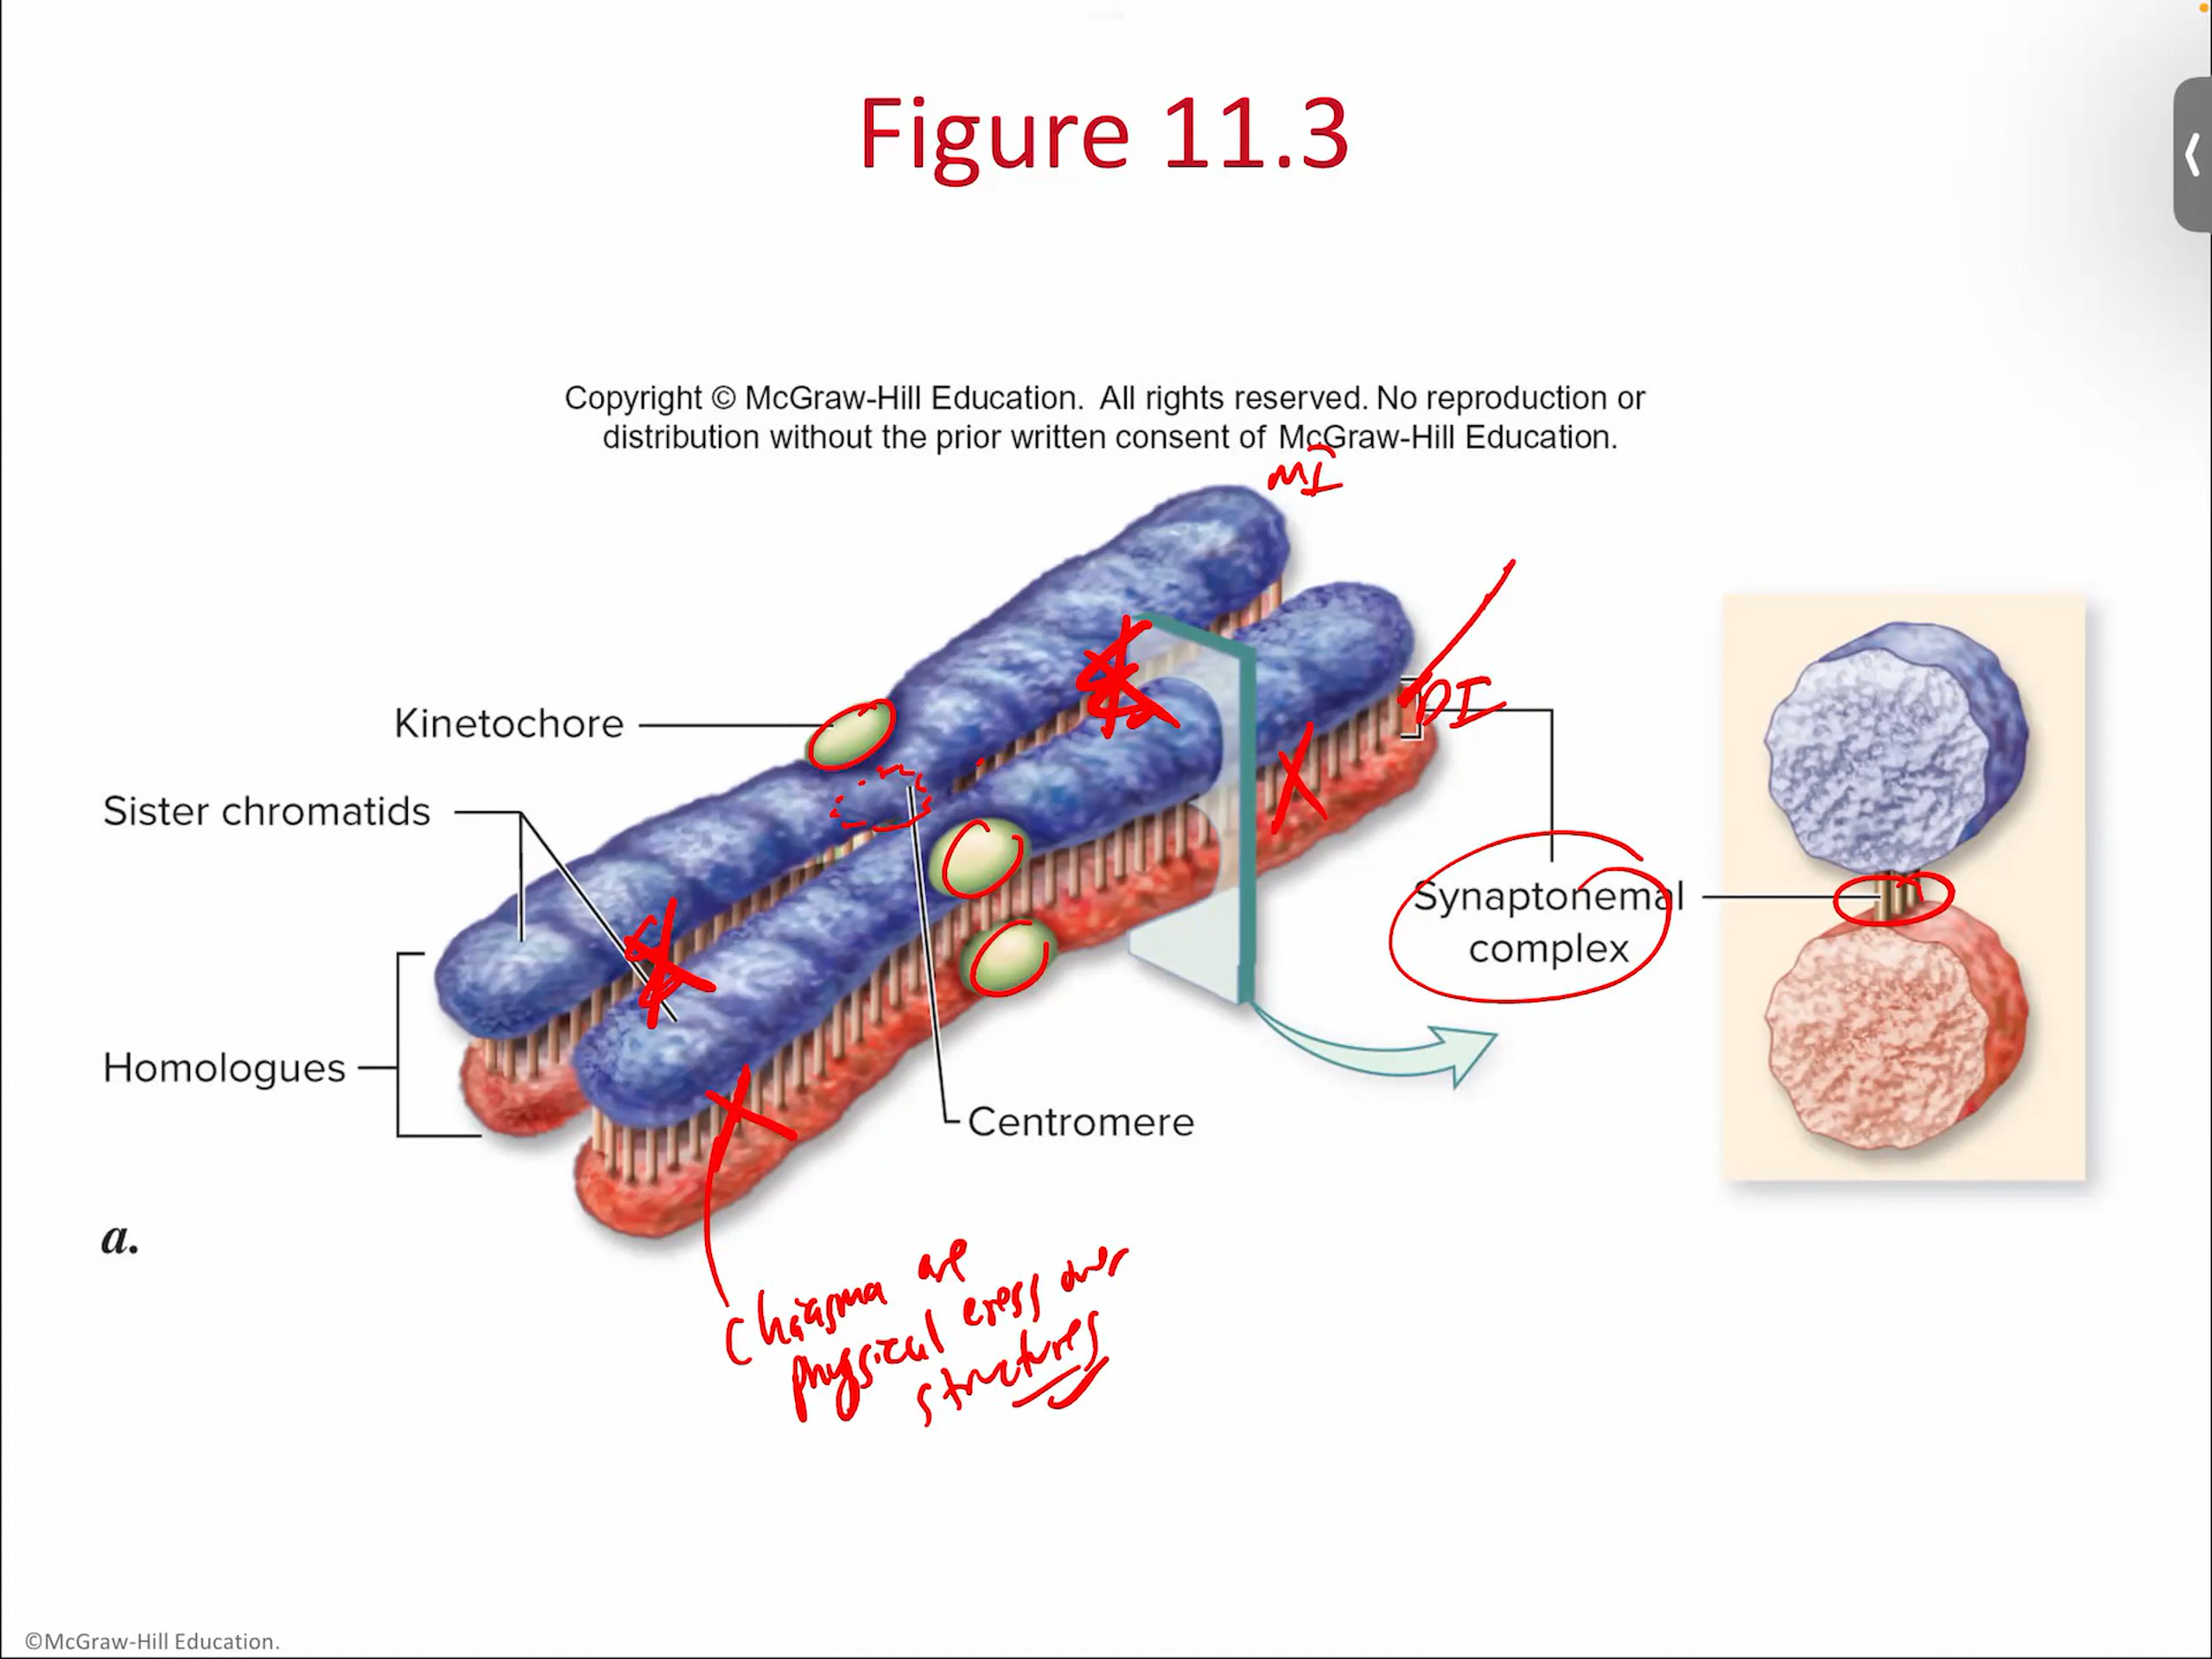 Figure 11.3
Copyright © McGraw-Hill Education. All rights reserved. No reproduction or
distribution without the prior written consent of McGraw-Hill Education.
MI
DI
Kinetochore
Sister chromatids
Synaptonemal
complex
Homologues
Centromere
a.
Chiasma are
physical cross over
structures
©McGraw-Hill Education.